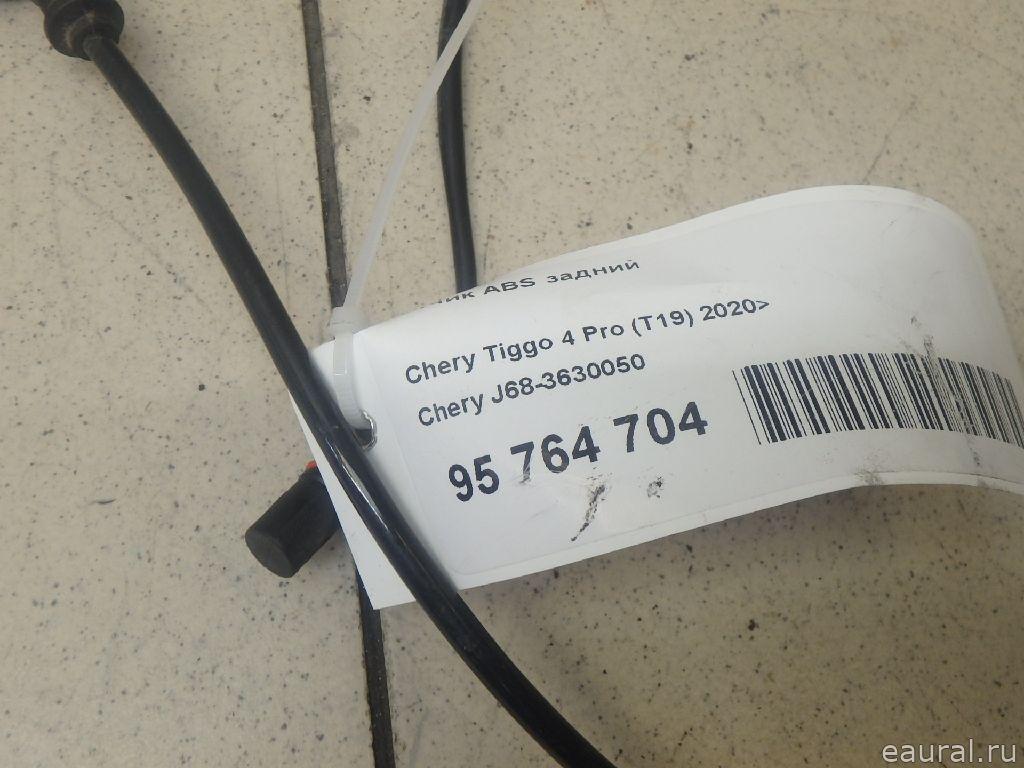 ABS задний
Chery Tiggo 4 Pro (T19) 2020>
Chery J68-3630050
95 764 704
eaural.ru